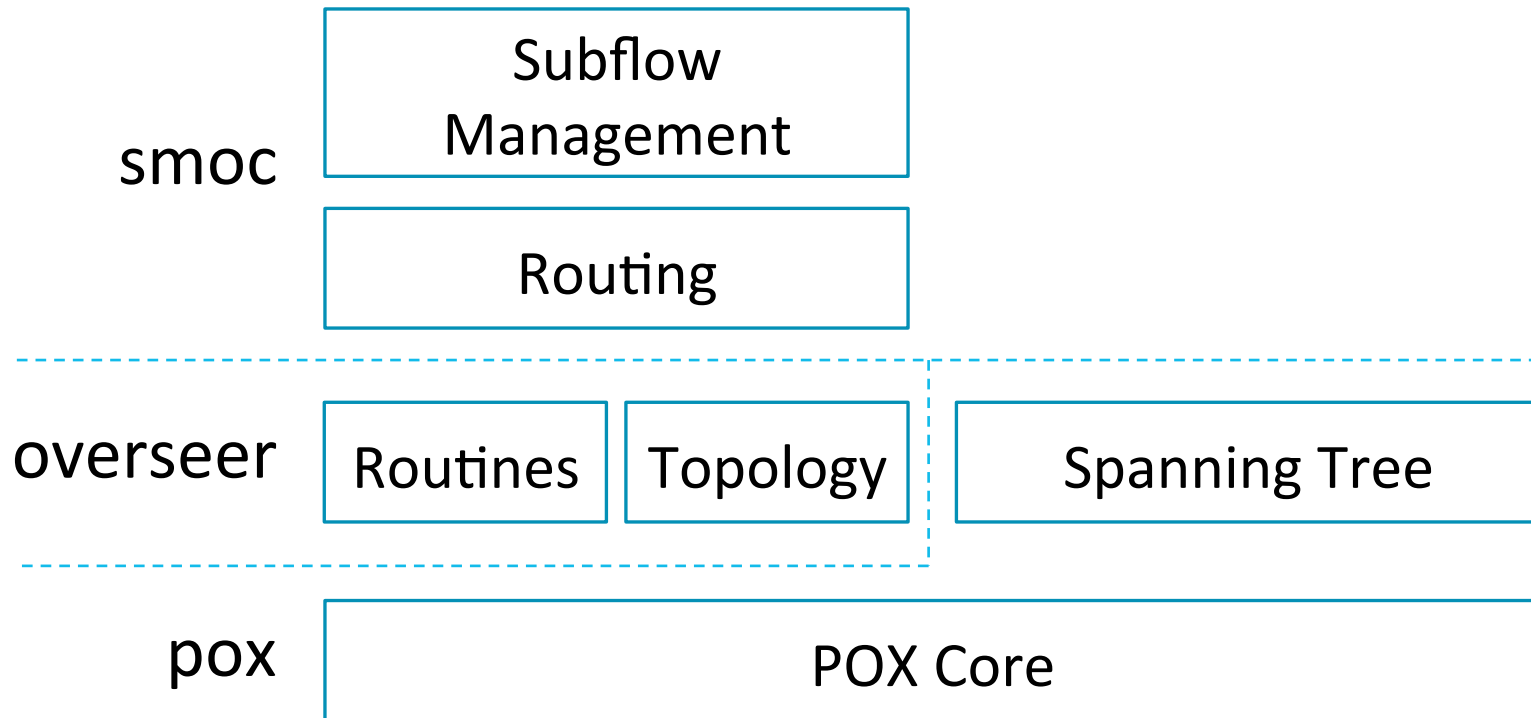 Subflow
Management
smoc
Routing
overseer
Routines
Topology
Spanning Tree
pox
POX Core